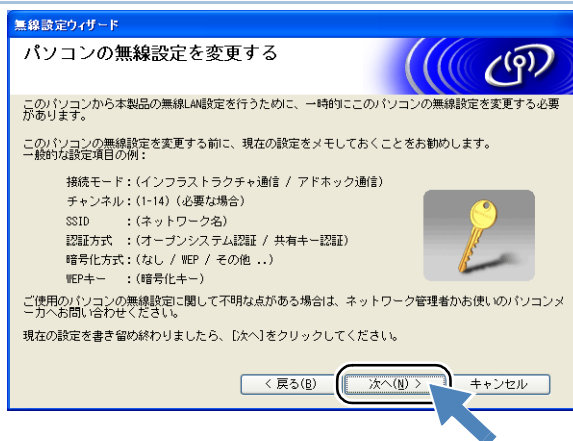 無線設定ウィザード
パソコンの無線設定を変更する
このパソコンから本製品の無線LAN設定を行うために、一時的にこのパソコンの無線設定を変更する必要
があります。
このパソコンの無線設定を変更する前に、現在の設定をメモしておくことをお勧めします。
一般的な設定項目の例：
接続モード：(インフラストラクチャ通信 / アドホック通信)
チャンネル：(1-14) (必要な場合)
SSID ：(ネットワーク名)
認証方式 ：(オープンシステム認証 / 共有キー認証)
暗号化方式：(なし / WEP / その他 ..)
WEPキー ：(暗号化キー)
ご使用のパソコンの無線設定に関して不明な点がある場合は、ネットワーク管理者かお使いのパソコンメ
ーカへお問い合わせください。
現在の設定を書き留め終わりましたら、[次へ]をクリックしてください。
< 戻る(B) 次へ(N) > キャンセル